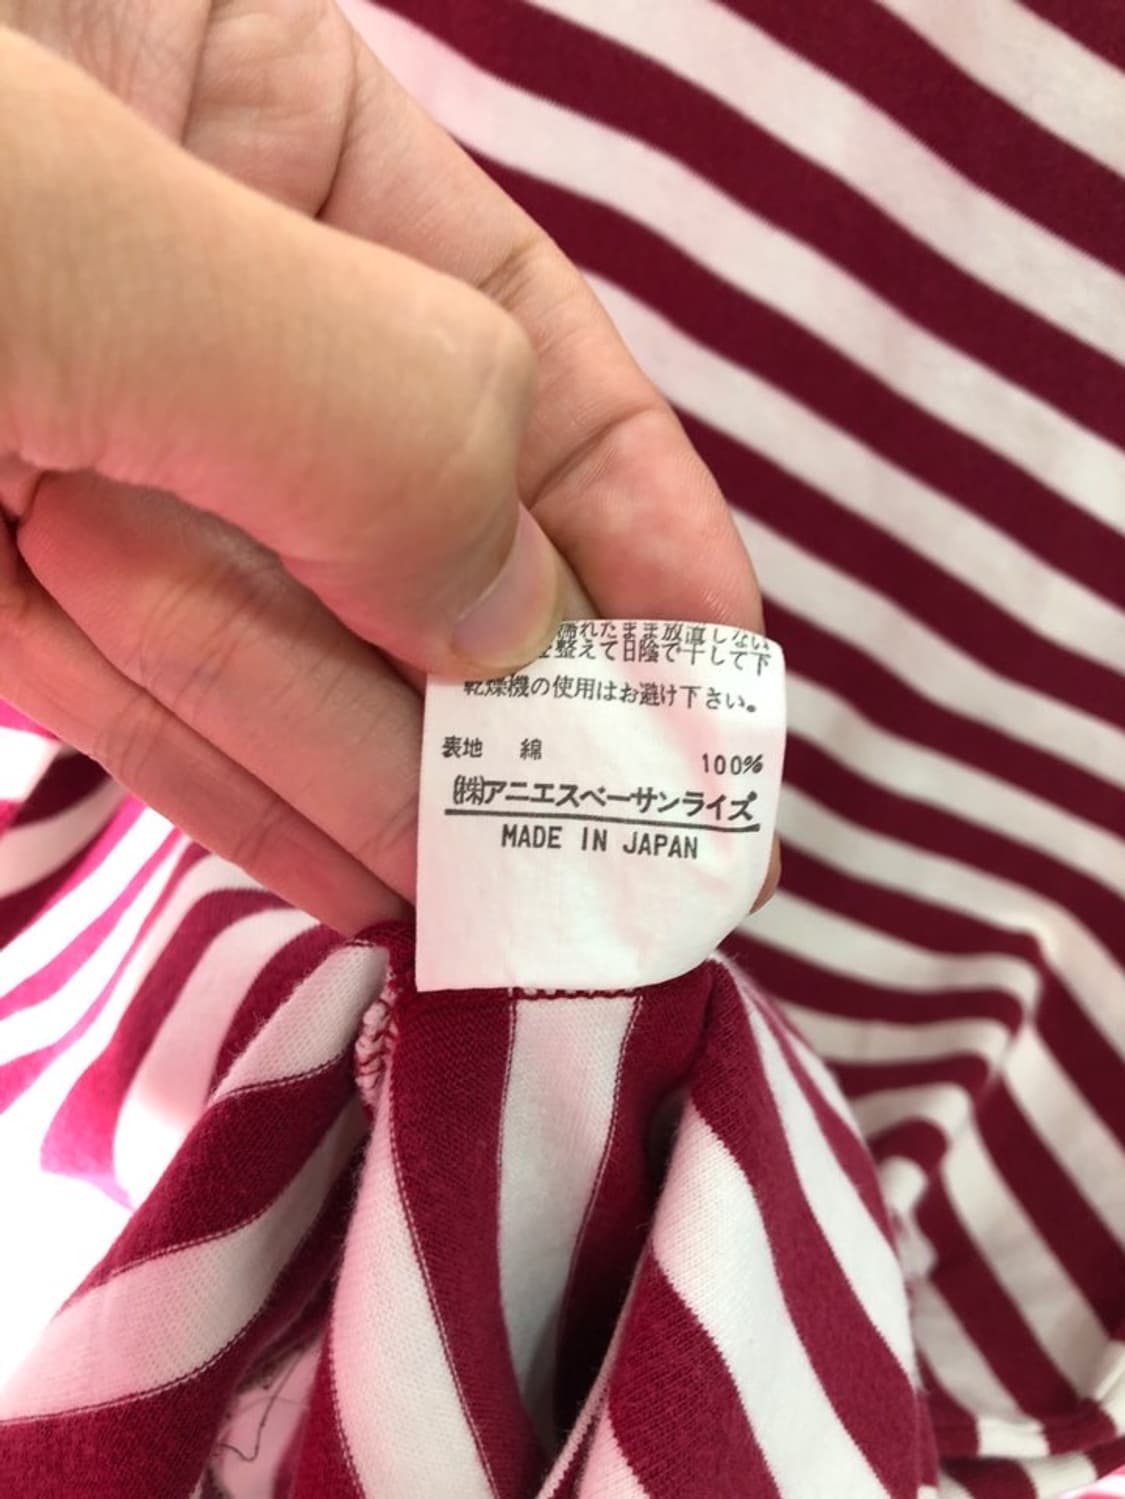 濡れたまま放置しない
整えて日陰で干して下
乾燥機の使用はお避け下さい。
表地 綿 100%
㈱アニエスベーサンライズ
MADE IN JAPAN